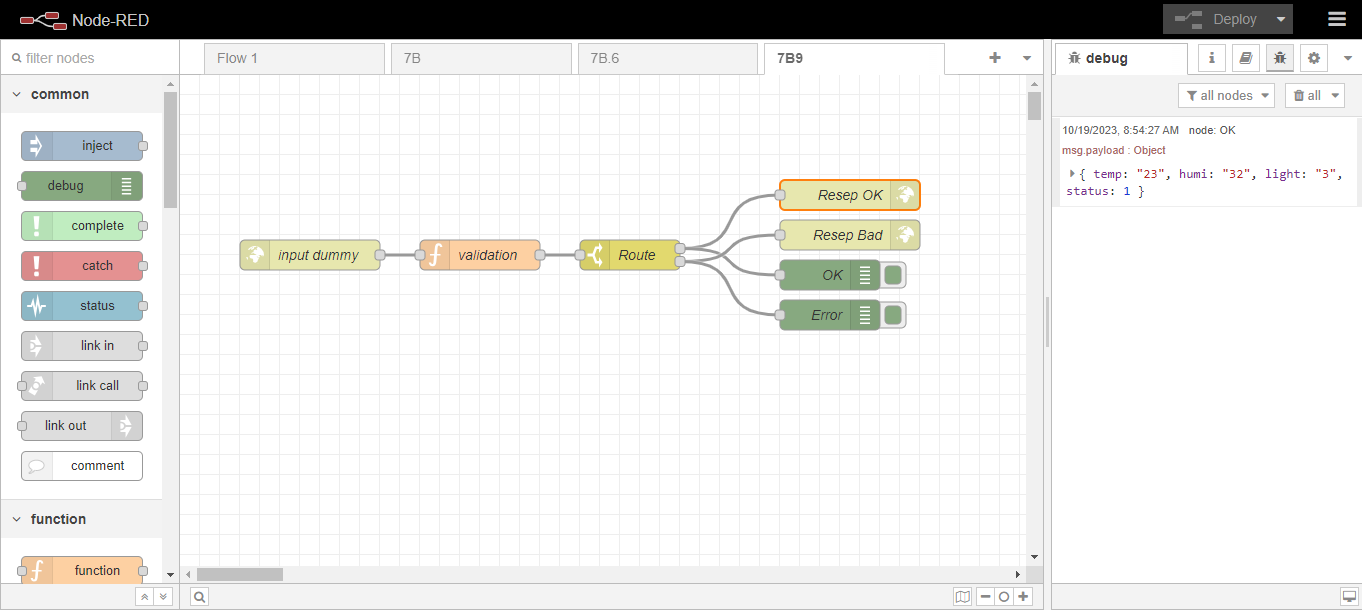 Node-RED
Deploy
filter nodes
Flow 1
7B
7B.6
7B9
debug
i
all nodes
all
common
inject
debug
complete
catch
status
link in
link call
link out
comment
function
function
input dummy
validation
Route
Resep OK
Resep Bad
OK
Error
10/19/2023, 8:54:27 AM node: OK
msg.payload : Object
{ temp: "23", humi: "32", light: "3",
status: 1 }